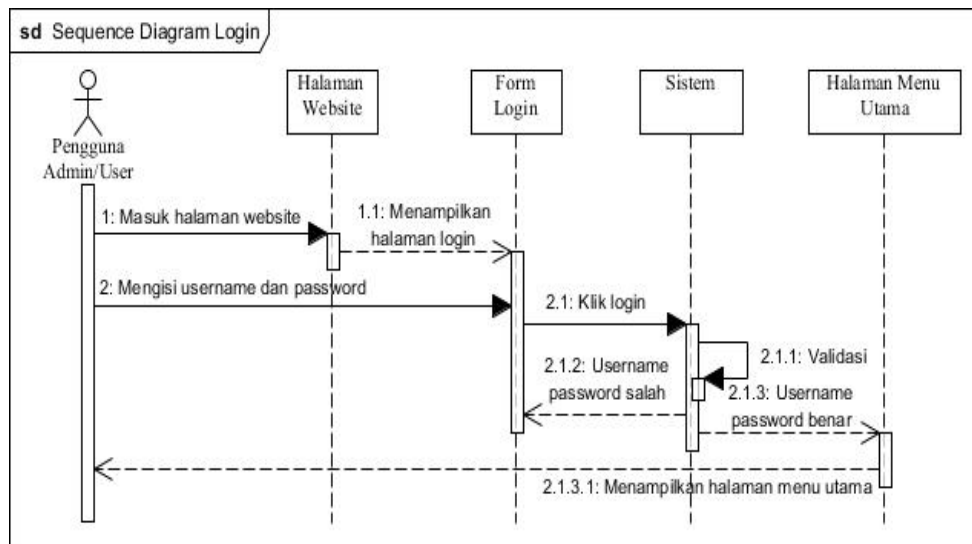 sd Sequence Diagram Login
Halaman
Website
Form
Login
Sistem
Halaman Menu
Utama
Pengguna
Admin/User
1: Masuk halaman website
1.1: Menampilkan
halaman login
2: Mengisi username dan password
2.1: Klik login
2.1.1: Validasi
2.1.2: Username
password salah
2.1.3: Username
password benar
2.1.3.1: Menampilkan halaman menu utama